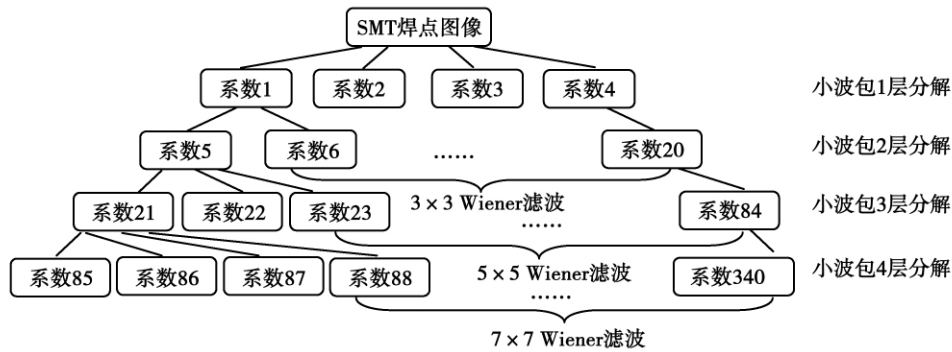 SMT焊点图像
系数1 系数2 系数3 系数4 小波包1层分解
系数5 系数6 …… 系数20 小波包2层分解
3×3 Wiener滤波
系数21 系数22 系数23 …… 系数84 小波包3层分解
5×5 Wiener滤波
系数85 系数86 系数87 系数88 …… 系数340 小波包4层分解
7×7 Wiener滤波